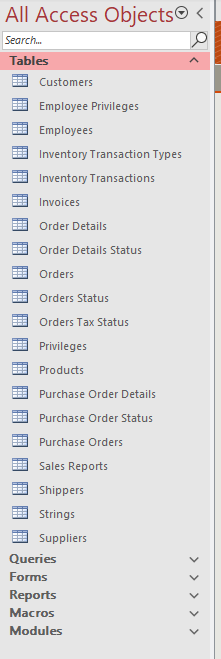 All Access Objects
Search...
Tables
Customers
Employee Privileges
Employees
Inventory Transaction Types
Inventory Transactions
Invoices
Order Details
Order Details Status
Orders
Orders Status
Orders Tax Status
Privileges
Products
Purchase Order Details
Purchase Order Status
Purchase Orders
Sales Reports
Shippers
Strings
Suppliers
Queries
Forms
Reports
Macros
Modules